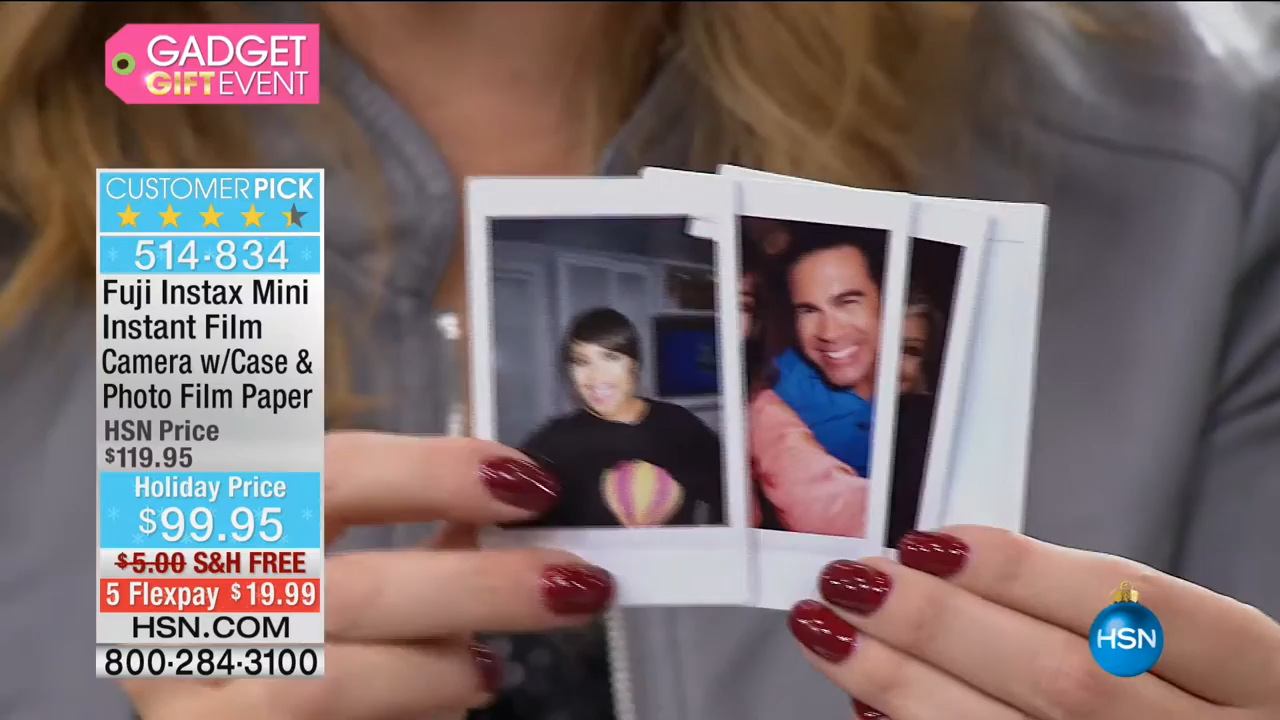 GADGET
GIFT EVENT
CUSTOMER PICK
514-834
Fuji Instax Mini
Instant Film
Camera w/Case &
Photo Film Paper
HSN Price
$119.95
Holiday Price
$99.95
$5.00 S&H FREE
5 Flexpay $19.99
HSN.COM
800-284-3100
HSN